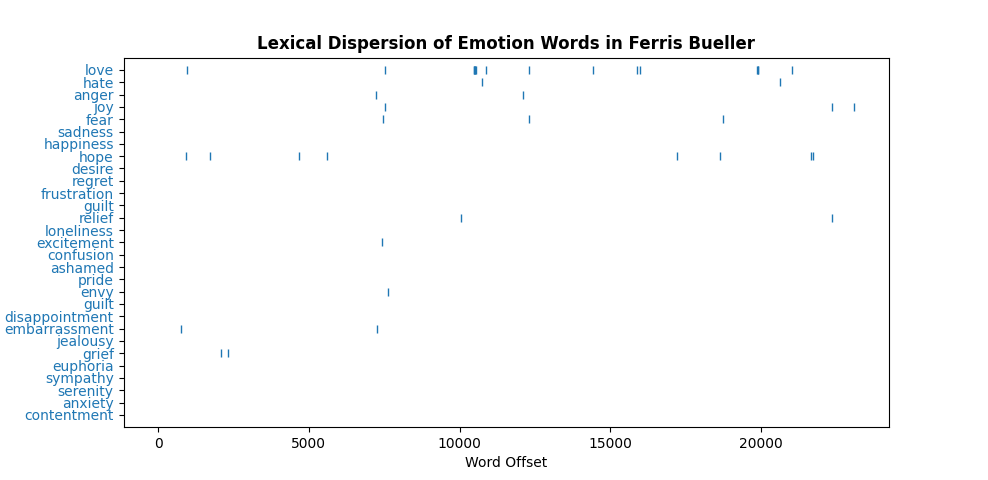 Lexical Dispersion of Emotion Words in Ferris Bueller
love
hate
anger
joy
fear
sadness
happiness
hope
desire
regret
frustration
guilt
relief
loneliness
excitement
confusion
ashamed
pride
envy
guilt
disappointment
embarrassment
jealousy
grief
euphoria
sympathy
serenity
anxiety
contentment
0 5000 10000 15000 20000
Word Offset